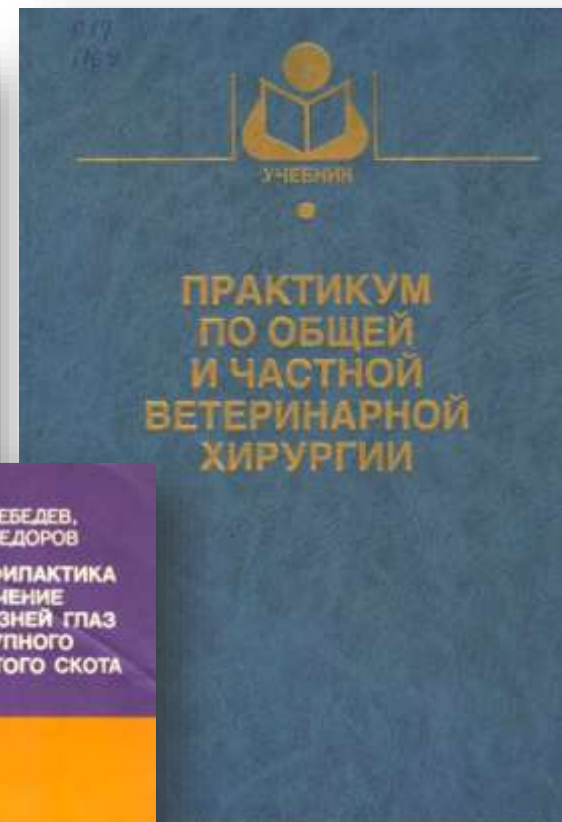 УЧЕБНИК
ПРАКТИКУМ
ПО ОБЩЕЙ
И ЧАСТНОЙ
ВЕТЕРИНАРНОЙ
ХИРУРГИИ
ЕБЕДЕВ,
ЕДОРОВ
ФИЛАКТИКА
ЧЕНИЕ
ЗНЕЙ ГЛАЗ
УПНОГО
ТОГО СКОТА